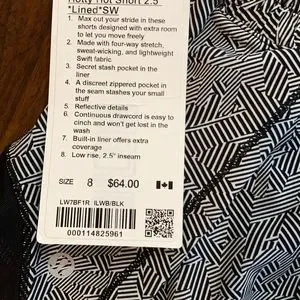 Hotty Hot Short 2.5"
*Lined*SW
1. Max out your stride in these
shorts designed with extra room
to let you move freely
2. Made with four-way stretch,
sweat-wicking, and lightweight
Swift fabric
3. Secret stash pocket in the
liner
4. A discreet zippered pocket in
the seam stashes your small
stuff
5. Reflective details
6. Continuous drawcord is easy to
cinch and won't get lost in the
wash
7. Built-in liner offers extra
coverage
8. Low rise, 2.5" inseam
SIZE 8 $64.00
LW7BF1R ILWB/BLK
000114825961